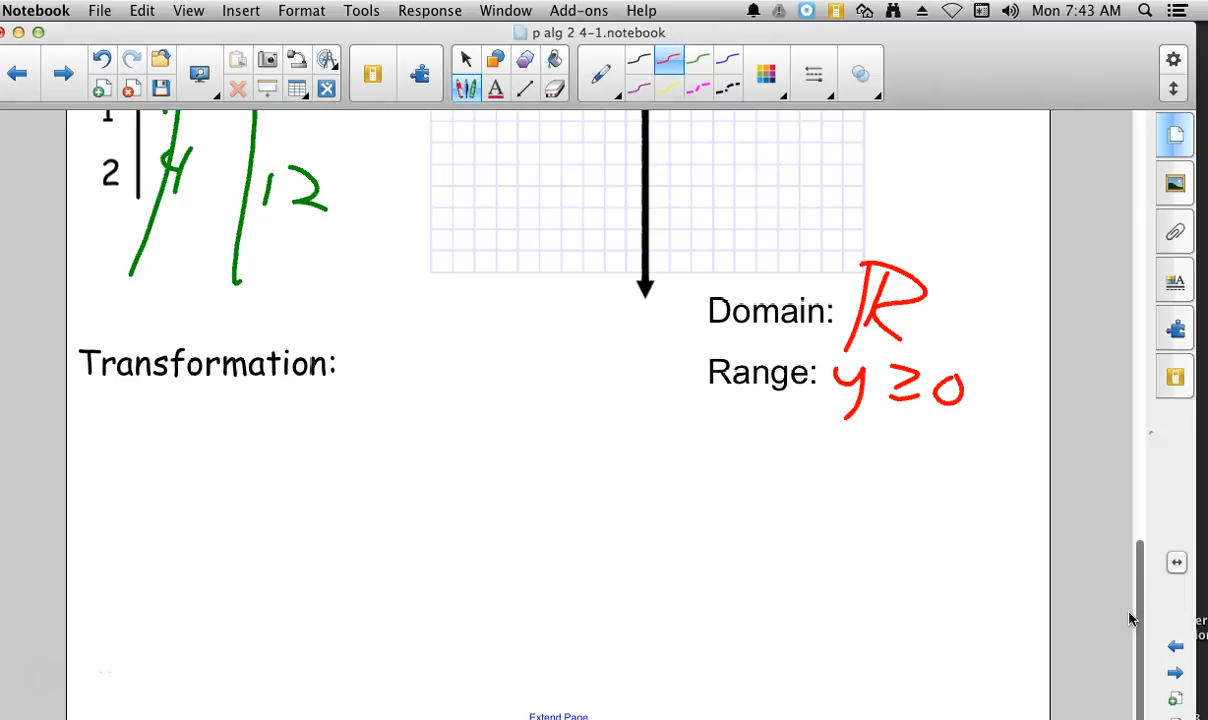 Notebook File Edit View Insert Format Tools Response Window Add-ons Help Mon 7:43 AM
p alg 2 4-1.notebook
1
2 4 12
Domain: ℝ
Transformation:
Range: y ≥ 0
Extend Page